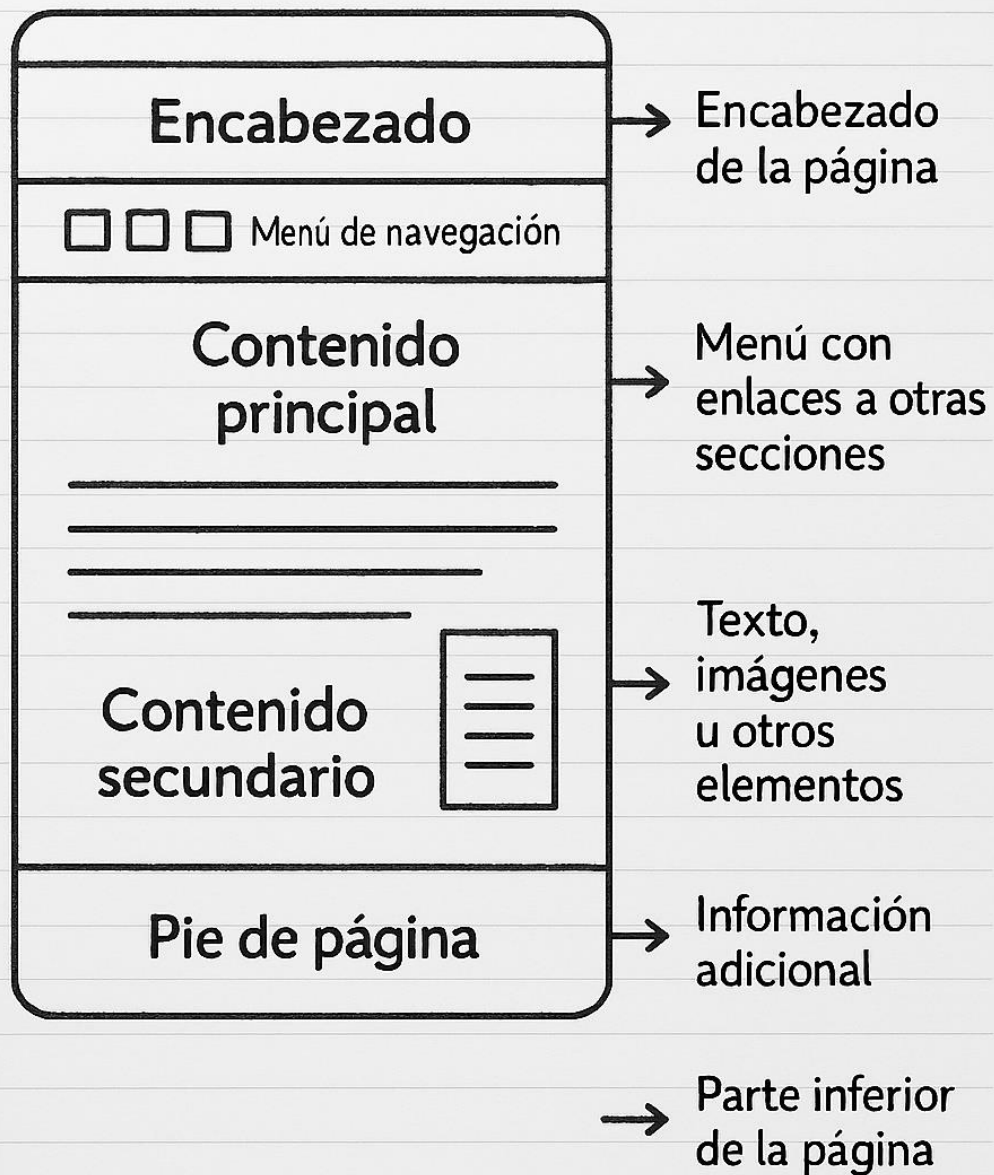 Encabezado
Menú de navegación
Contenido
principal
Contenido
secundario
Pie de página
Encabezado
de la página
Menú con
enlaces a otras
secciones
Texto,
imágenes
u otros
elementos
Información
adicional
Parte inferior
de la página